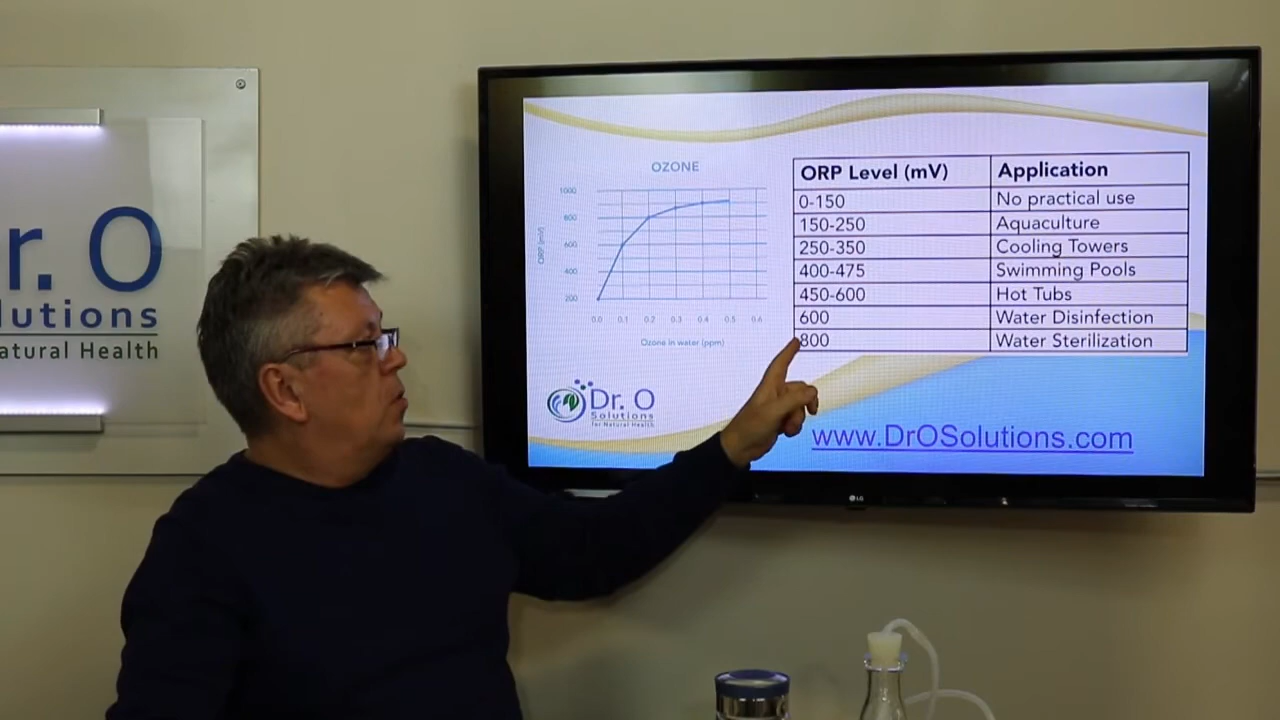 r. O
lutions
atural Health
OZONE
1000
800
600
400
200
ORP (mV)
0.0 0.1 0.2 0.3 0.4 0.5 0.6
Ozone in water (ppm)
ORP Level (mV) Application
0-150 No practical use
150-250 Aquaculture
250-350 Cooling Towers
400-475 Swimming Pools
450-600 Hot Tubs
600 Water Disinfection
800 Water Sterilization
Dr. O
Solutions
for Natural Health
www.DrOSolutions.com
LG